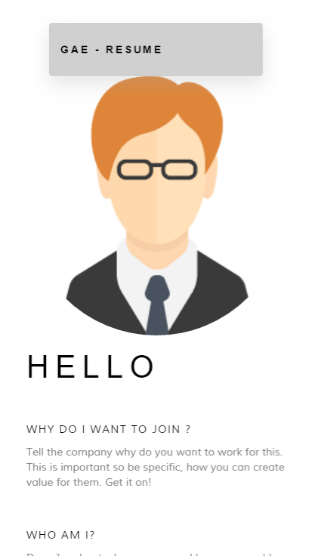 GAE - RESUME
HELLO
WHY DO I WANT TO JOIN ?
Tell the company why do you want to work for this.
This is important so be specific, how you can create
value for them. Get it on!
WHO AM I?